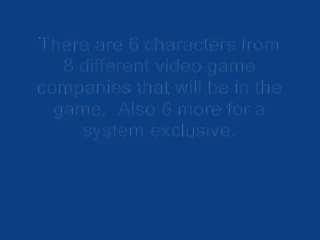 There are 6 characters from
8 different video game
companies that will be in the
game.  Also 6 more for a
system exclusive.